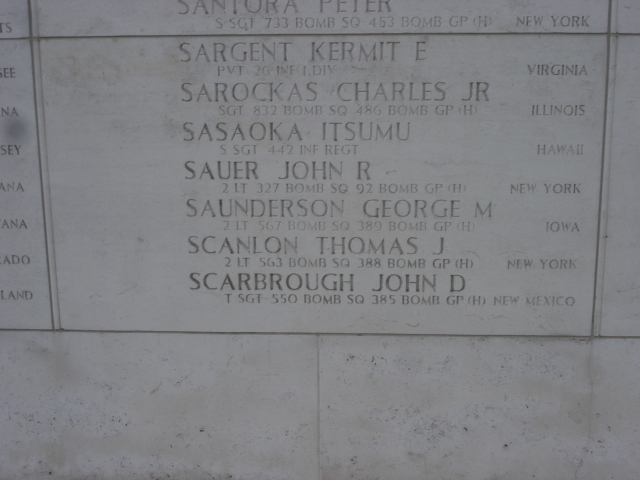 SANTORA PETER
S SGT 733 BOMB SQ 453 BOMB GP (H) NEW YORK
SARGENT KERMIT E
PVT 26 INF 1 DIV VIRGINIA
SAROCKAS CHARLES JR
SGT 832 BOMB SQ 486 BOMB GP (H) ILLINOIS
SASAOKA ITSUMU
S SGT 442 INF REGT HAWAII
SAUER JOHN R
2 LT 327 BOMB SQ 92 BOMB GP (H) NEW YORK
SAUNDERSON GEORGE M
2 LT 567 BOMB SQ 389 BOMB GP (H) IOWA
SCANLON THOMAS J
2 LT 563 BOMB SQ 388 BOMB GP (H) NEW YORK
SCARBROUGH JOHN D
T SGT 550 BOMB SQ 385 BOMB GP (H) NEW MEXICO